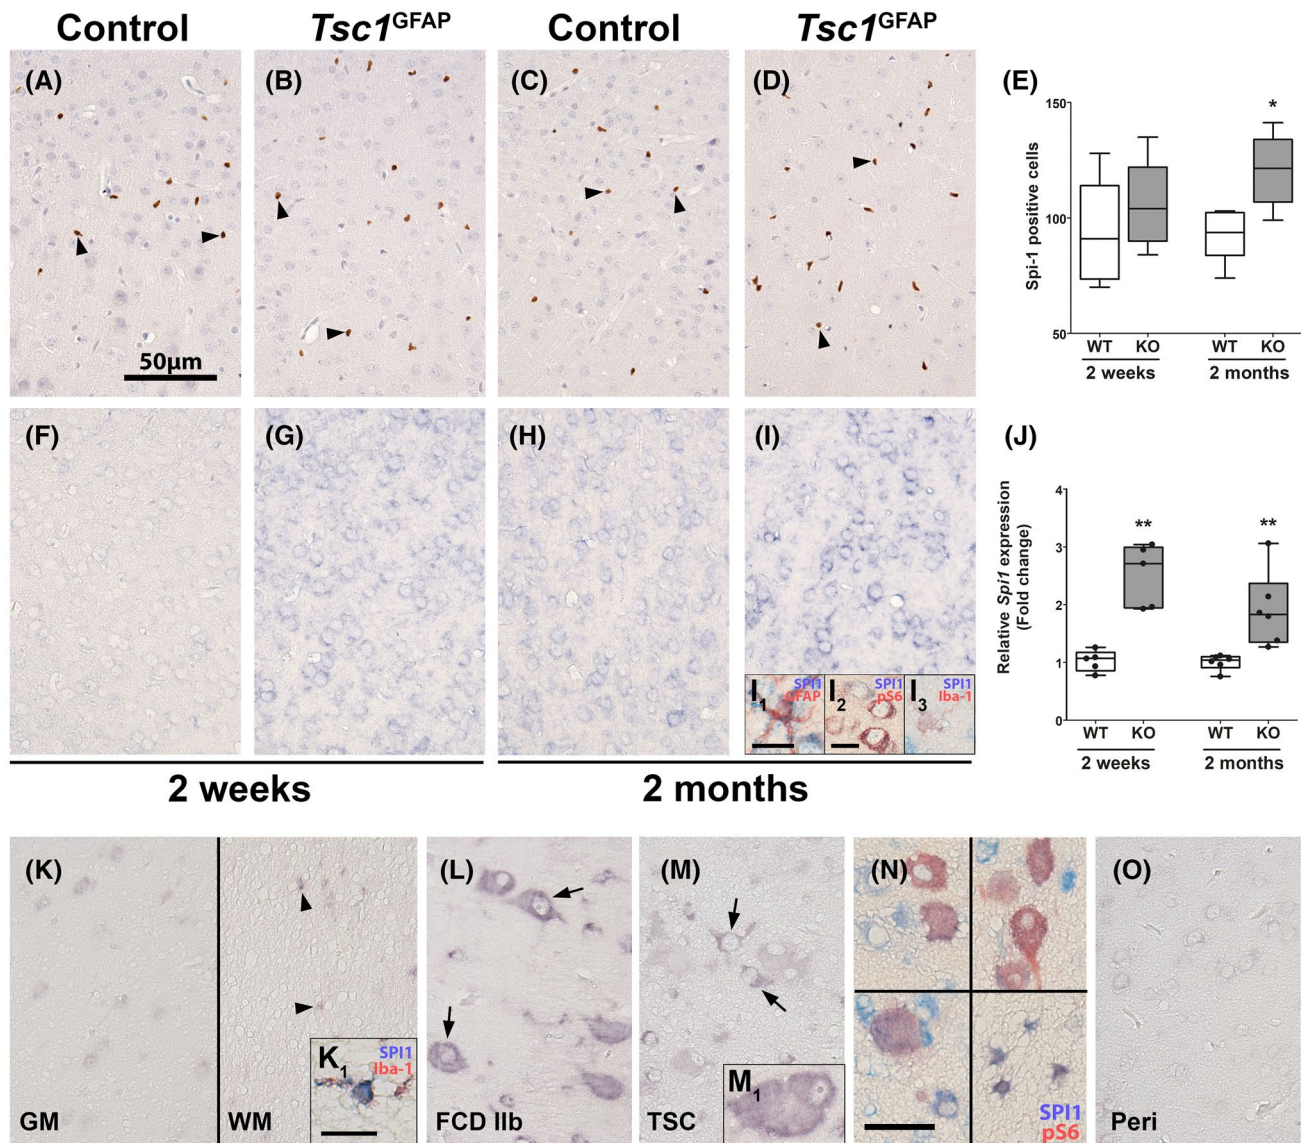 Control
Tsc1GFAP
Control
Tsc1GFAP
(A)
(B)
(C)
(D)
50µm
(E)
150
100
50
Spi-1 positive cells
*
WT
KO
WT
KO
2 weeks
2 months
(F)
(G)
(H)
(I)
I1
SPI1
GFAP
I2
SPI1
pS6
I3
SPI1
Iba-1
(J)
4
3
2
1
0
Relative Spi1 expression
(Fold change)
**
**
WT
KO
WT
KO
2 weeks
2 months
2 weeks
2 months
(K)
GM
WM
K1
SPI1
Iba-1
(L)
FCD IIb
(M)
TSC
M1
(N)
SPI1
pS6
(O)
Peri